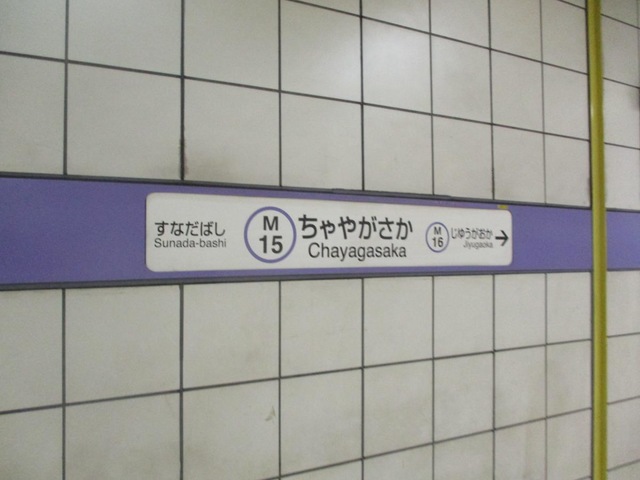 すなだばし
Sunada-bashi
M
15
ちゃやがさか
Chayagasaka
M
16
じゆうがおか
Jiyugaoka
→